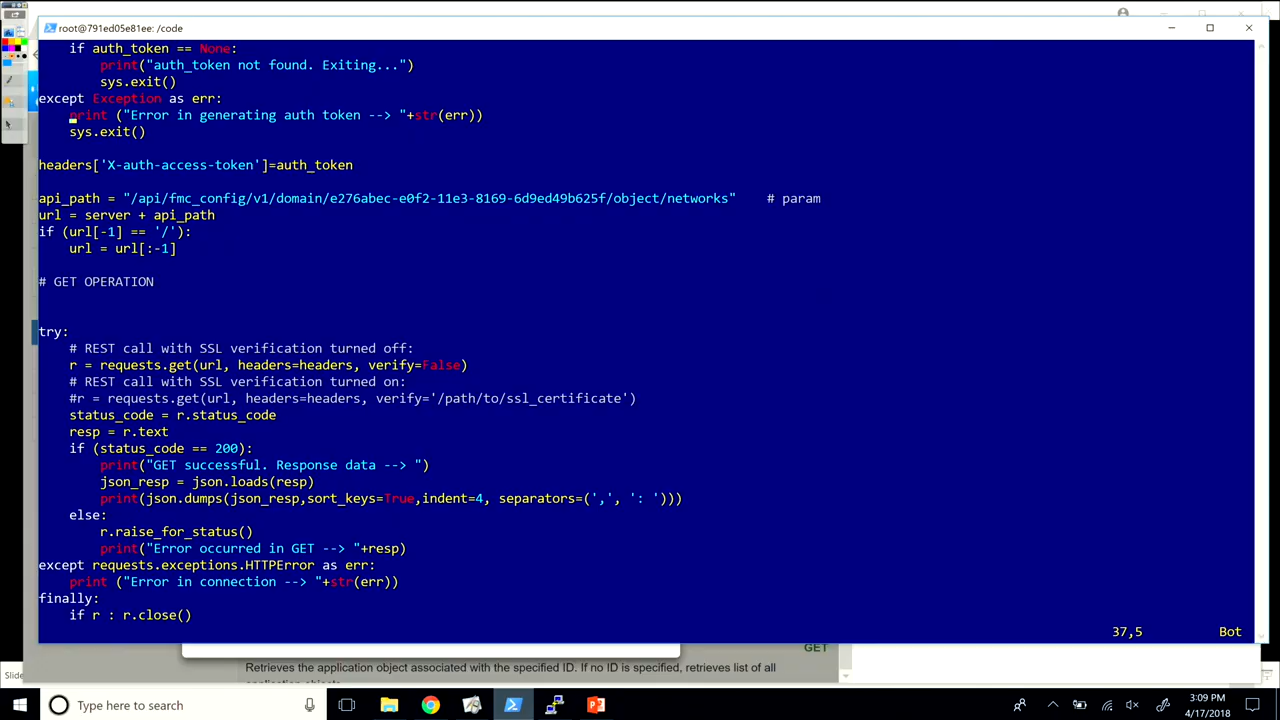 root@791ed05e81ee: /code
if auth_token == None:
print("auth_token not found. Exiting...")
sys.exit()
except Exception as err:
print ("Error in generating auth token --> "+str(err))
sys.exit()
headers['X-auth-access-token']=auth_token
api_path = "/api/fmc_config/v1/domain/e276abec-e0f2-11e3-8169-6d9ed49b625f/object/networks"    # param
url = server + api_path
if (url[-1] == '/'):
url = url[:-1]
# GET OPERATION
try:
# REST call with SSL verification turned off:
r = requests.get(url, headers=headers, verify=False)
# REST call with SSL verification turned on:
#r = requests.get(url, headers=headers, verify='/path/to/ssl_certificate')
status_code = r.status_code
resp = r.text
if (status_code == 200):
print("GET successful. Response data --> ")
json_resp = json.loads(resp)
print(json.dumps(json_resp,sort_keys=True,indent=4, separators=(',', ': ')))
else:
r.raise_for_status()
print("Error occurred in GET --> "+resp)
except requests.exceptions.HTTPError as err:
print ("Error in connection --> "+str(err))
finally:
if r : r.close()
37,5 Bot
GET
Retrieves the application object associated with the specified ID. If no ID is specified, retrieves list of all
Slide
Type here to search
3:09 PM
4/17/2018